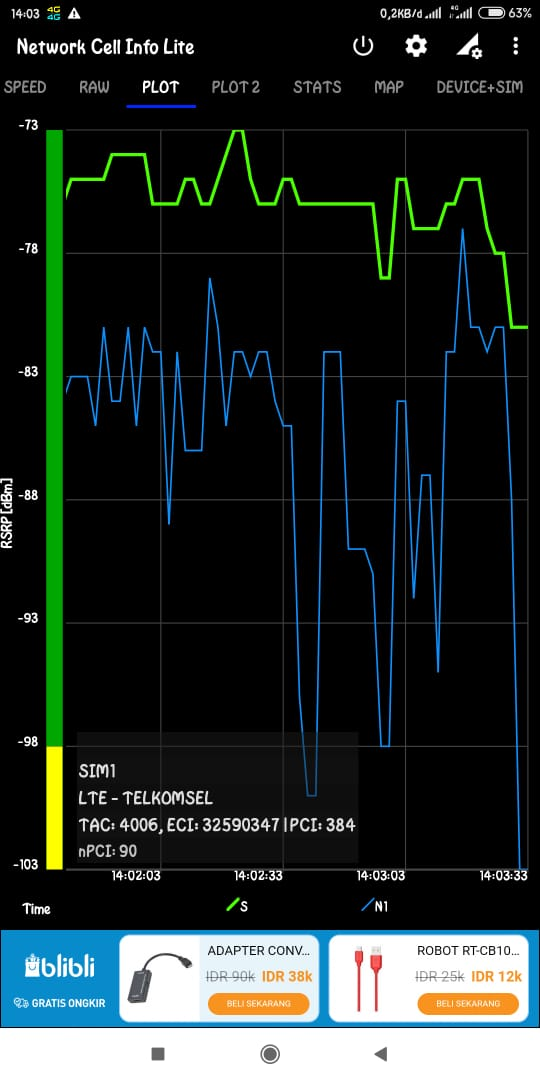 14:03 4G 4G 0,2KB/d 4G 63%
Network Cell Info Lite
SPEED RAW PLOT PLOT 2 STATS MAP DEVICE+SIM
-73
-78
-83
-88
RSRP [dBm]
-93
-98
-103
SIM1
LTE - TELKOMSEL
TAC: 4006, ECI: 32590347 | PCI: 384
nPCI: 90
14:02:03 14:02:33 14:03:03 14:03:33
Time S N1
blibli
GRATIS ONGKIR
ADAPTER CONV...
IDR 90k IDR 38k
BELI SEKARANG
ROBOT RT-CB10...
IDR 25k IDR 12k
BELI SEKARANG